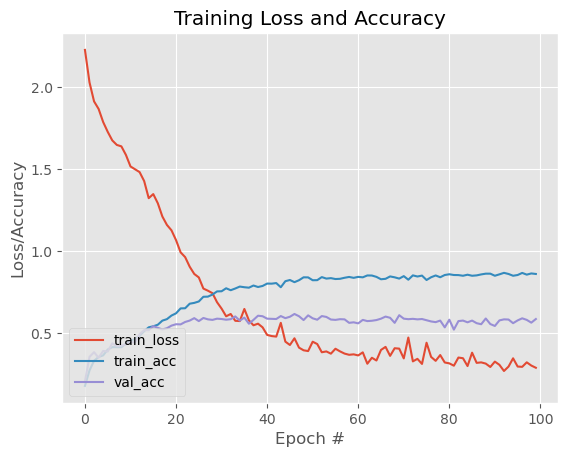 Training Loss and Accuracy
Loss/Accuracy
2.0
1.5
1.0
0.5
train_loss
train_acc
val_acc
0 20 40 60 80 100
Epoch #